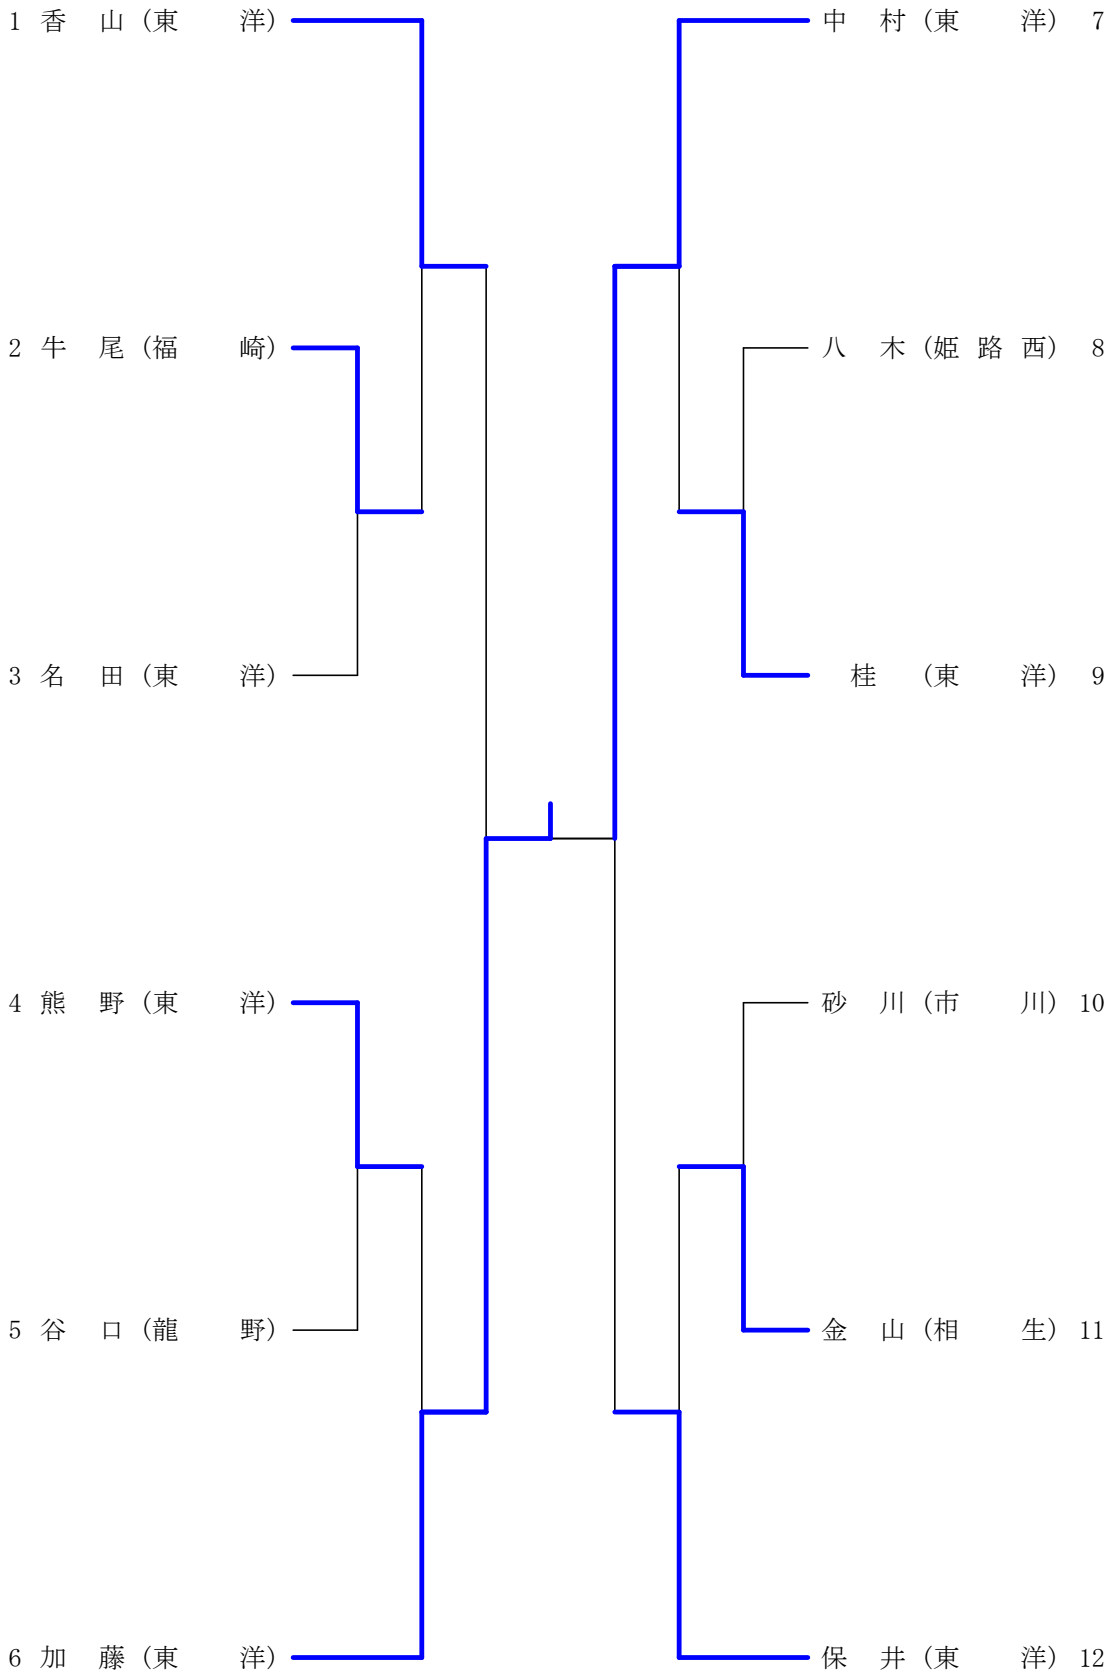 1 香 山 (東 洋)
2 牛 尾 (福 崎)
3 名 田 (東 洋)
4 熊 野 (東 洋)
5 谷 口 (龍 野)
6 加 藤 (東 洋)
中 村 (東 洋) 7
八 木 (姫 路 西) 8
桂 (東 洋) 9
砂 川 (市 川) 10
金 山 (相 生) 11
保 井 (東 洋) 12